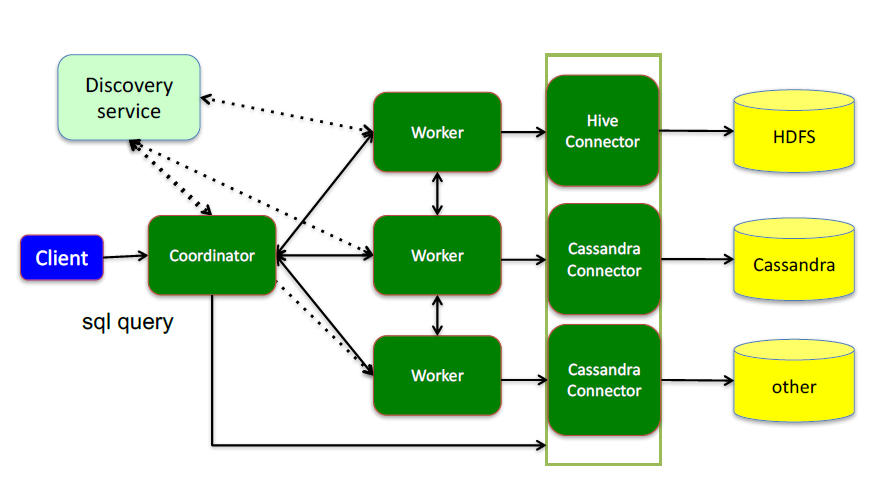 Discovery
service
Worker
Hive
Connector
HDFS
Client
Coordinator
Worker
Cassandra
Connector
Cassandra
sql query
Worker
Cassandra
Connector
other